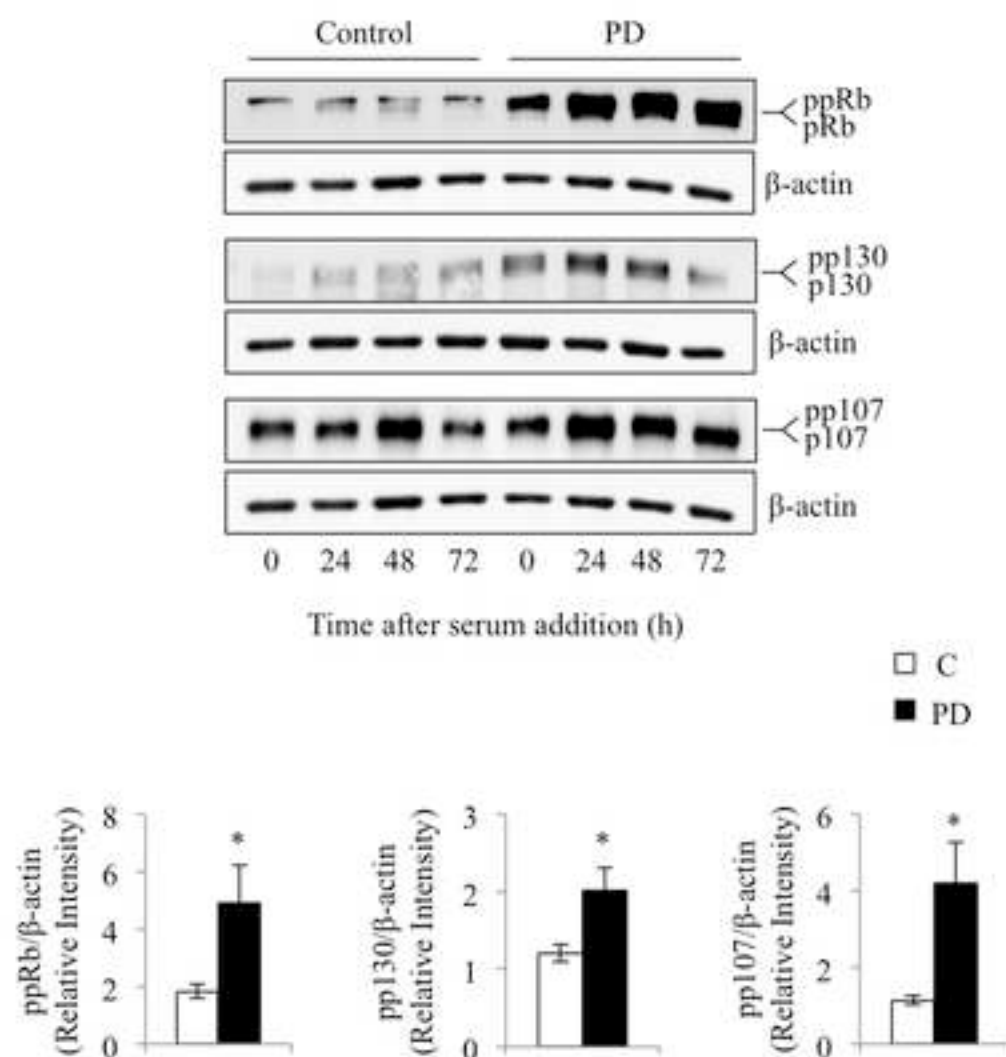 Control PD
ppRb
pRb
β-actin
pp130
p130
β-actin
pp107
p107
β-actin
0 24 48 72 0 24 48 72
Time after serum addition (h)
C
PD
ppRb/β-actin
(Relative Intensity)
8
6
4
2
0
*
pp130/β-actin
(Relative Intensity)
3
2
1
0
*
pp107/β-actin
(Relative Intensity)
6
4
2
0
*